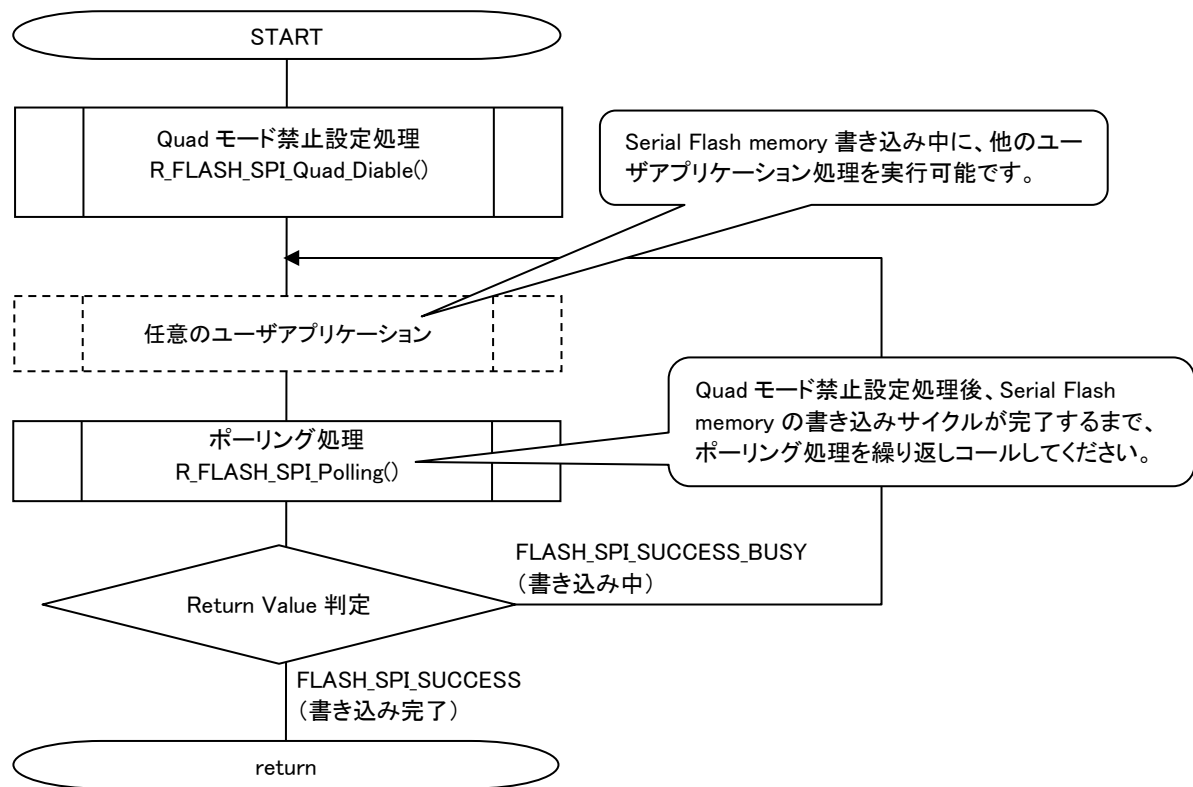 START
Quad モード禁止設定処理
R_FLASH_SPI_Quad_Diable()
Serial Flash memory 書き込み中に、他のユー
ザアプリケーション処理を実行可能です。
任意のユーザアプリケーション
Quad モード禁止設定処理後、Serial Flash
memory の書き込みサイクルが完了するまで、
ポーリング処理を繰り返しコールしてください。
ポーリング処理
R_FLASH_SPI_Polling()
FLASH_SPI_SUCCESS_BUSY
（書き込み中）
Return Value 判定
FLASH_SPI_SUCCESS
（書き込み完了）
return